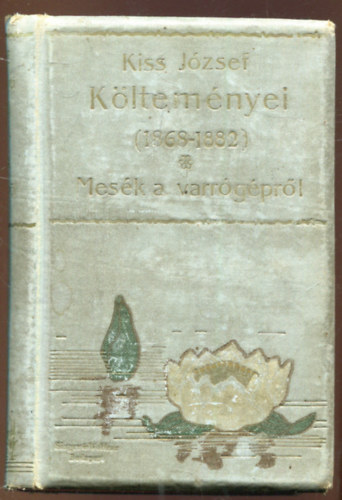 Kiss József
Költeményei
(1868-1882)
Mesék a varrógépről